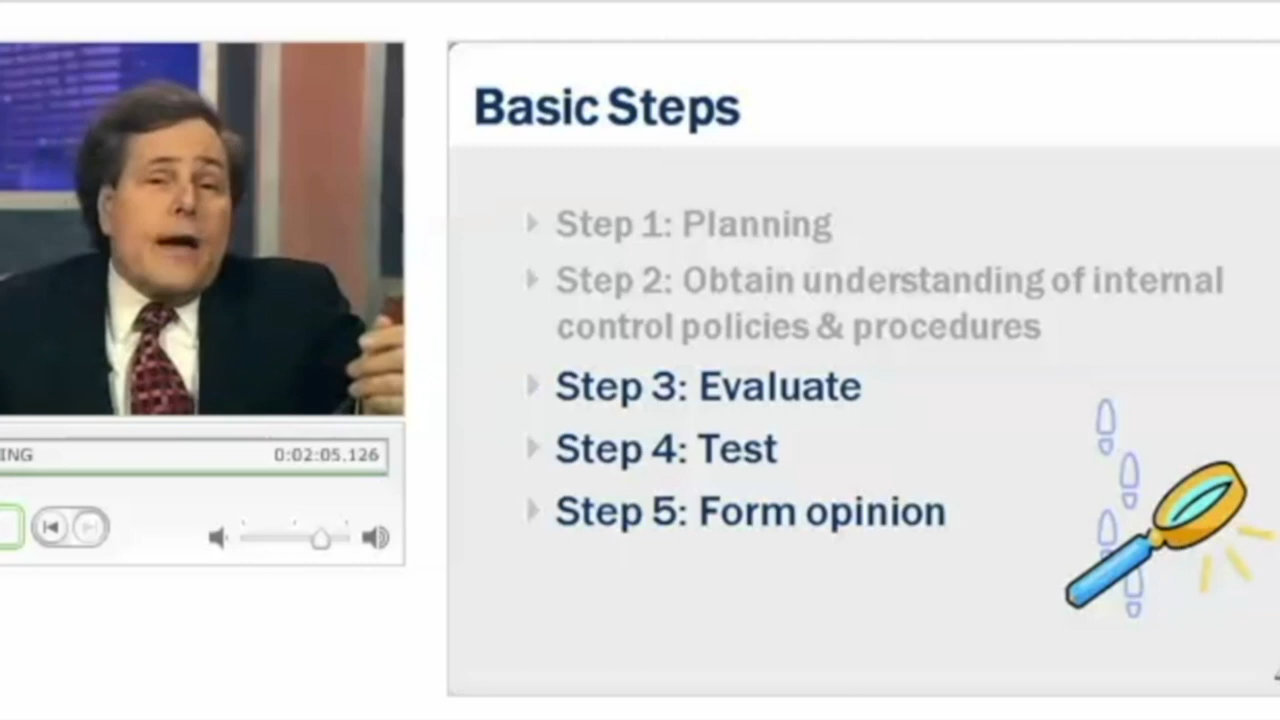 Basic Steps
Step 1: Planning
Step 2: Obtain understanding of internal
control policies & procedures
Step 3: Evaluate
Step 4: Test
Step 5: Form opinion
ING 0:02:05.126